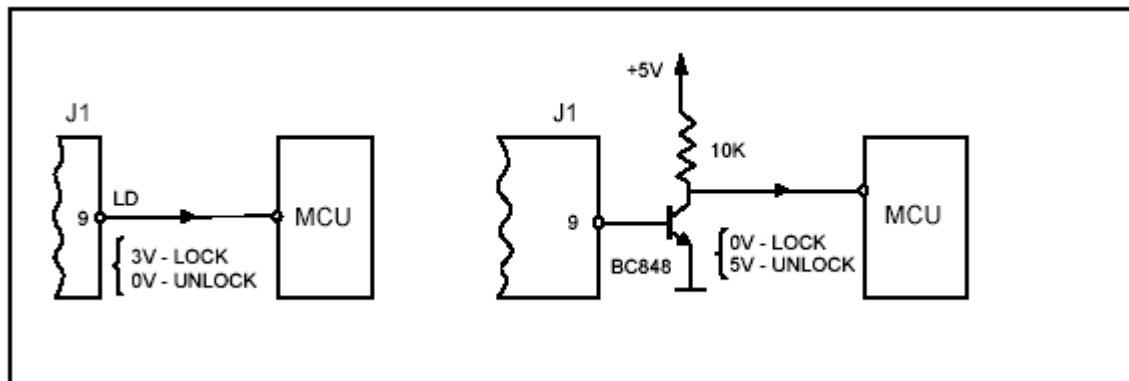 J1
9
LD
3V - LOCK
0V - UNLOCK
MCU
+5V
J1
10K
9
BC848
0V - LOCK
5V - UNLOCK
MCU